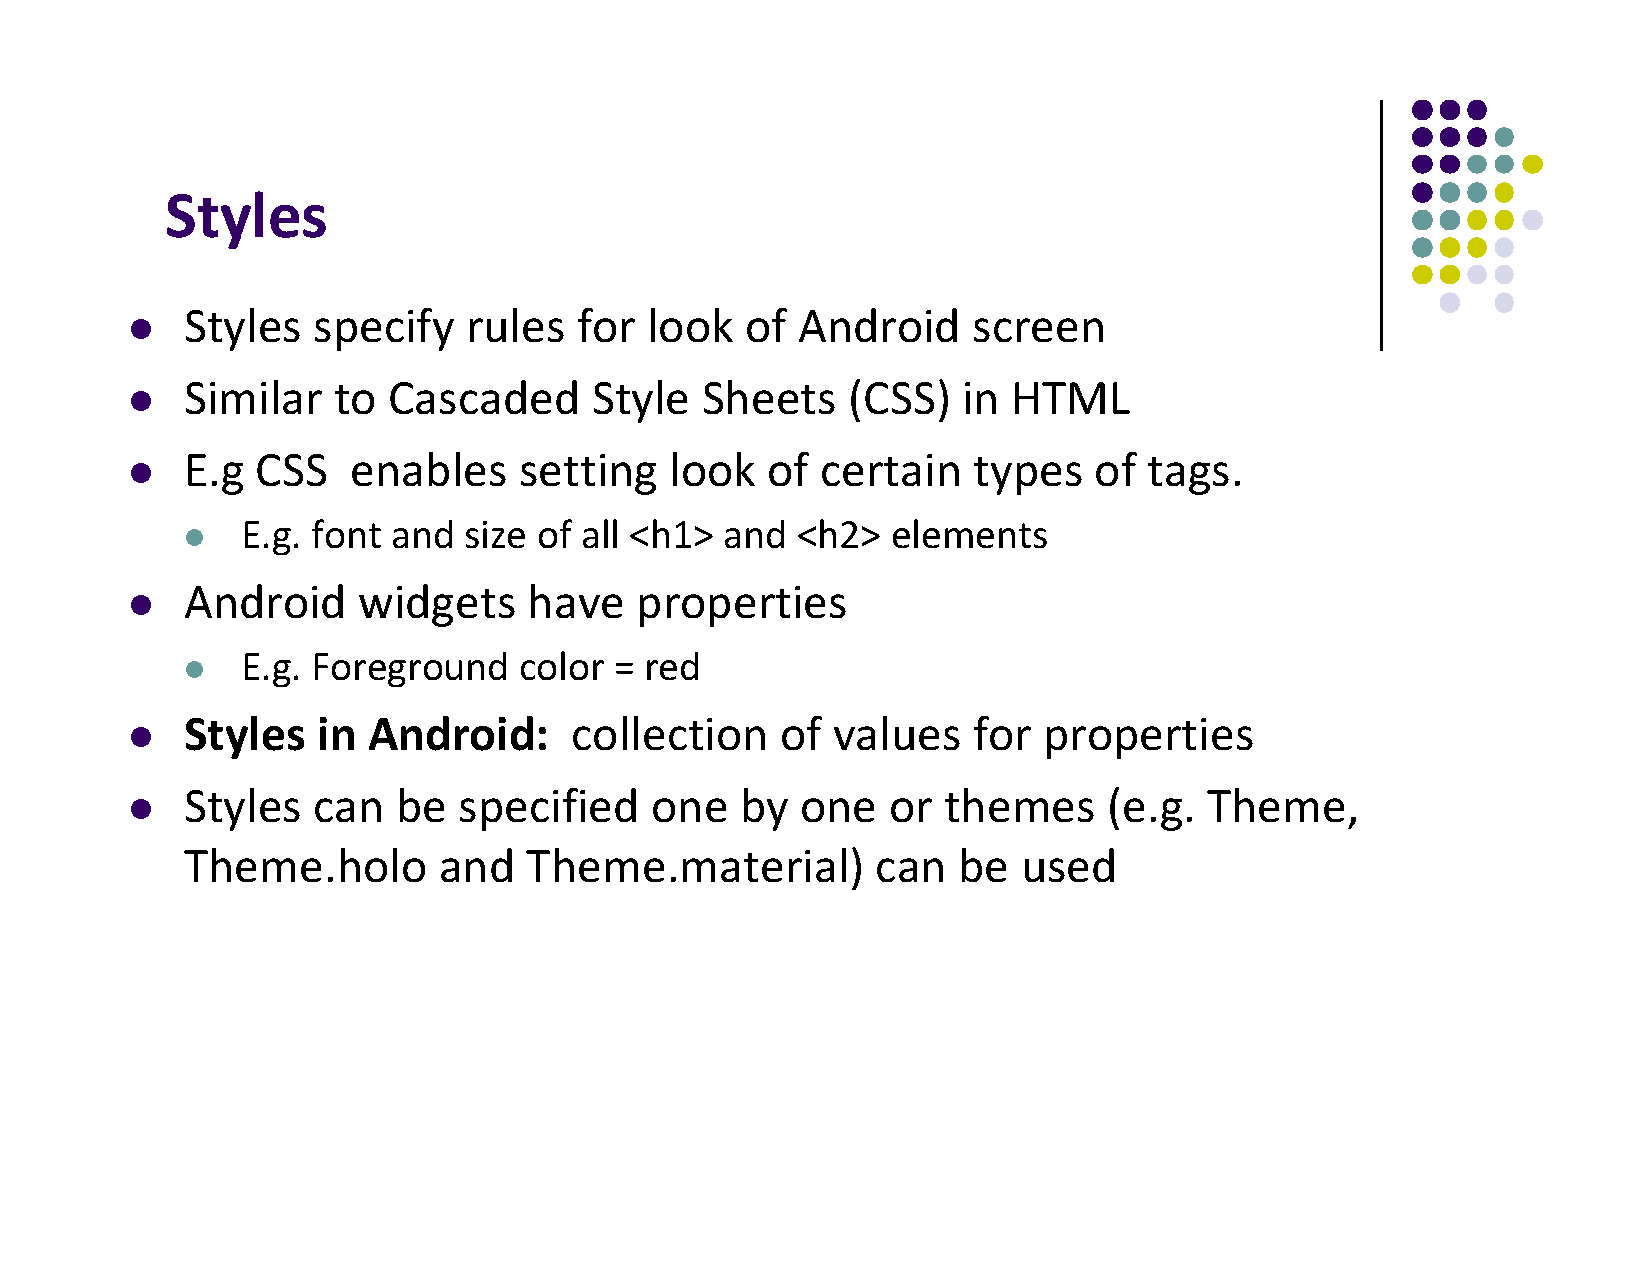 Styles
Styles specify rules for look of Android screen
Similar to Cascaded Style Sheets (CSS) in HTML
E.g CSS enables setting look of certain types of tags.
E.g. font and size of all <h1> and <h2> elements
Android widgets have properties
E.g. Foreground color = red
Styles in Android: collection of values for properties
Styles can be specified one by one or themes (e.g. Theme,
Theme.holo and Theme.material) can be used